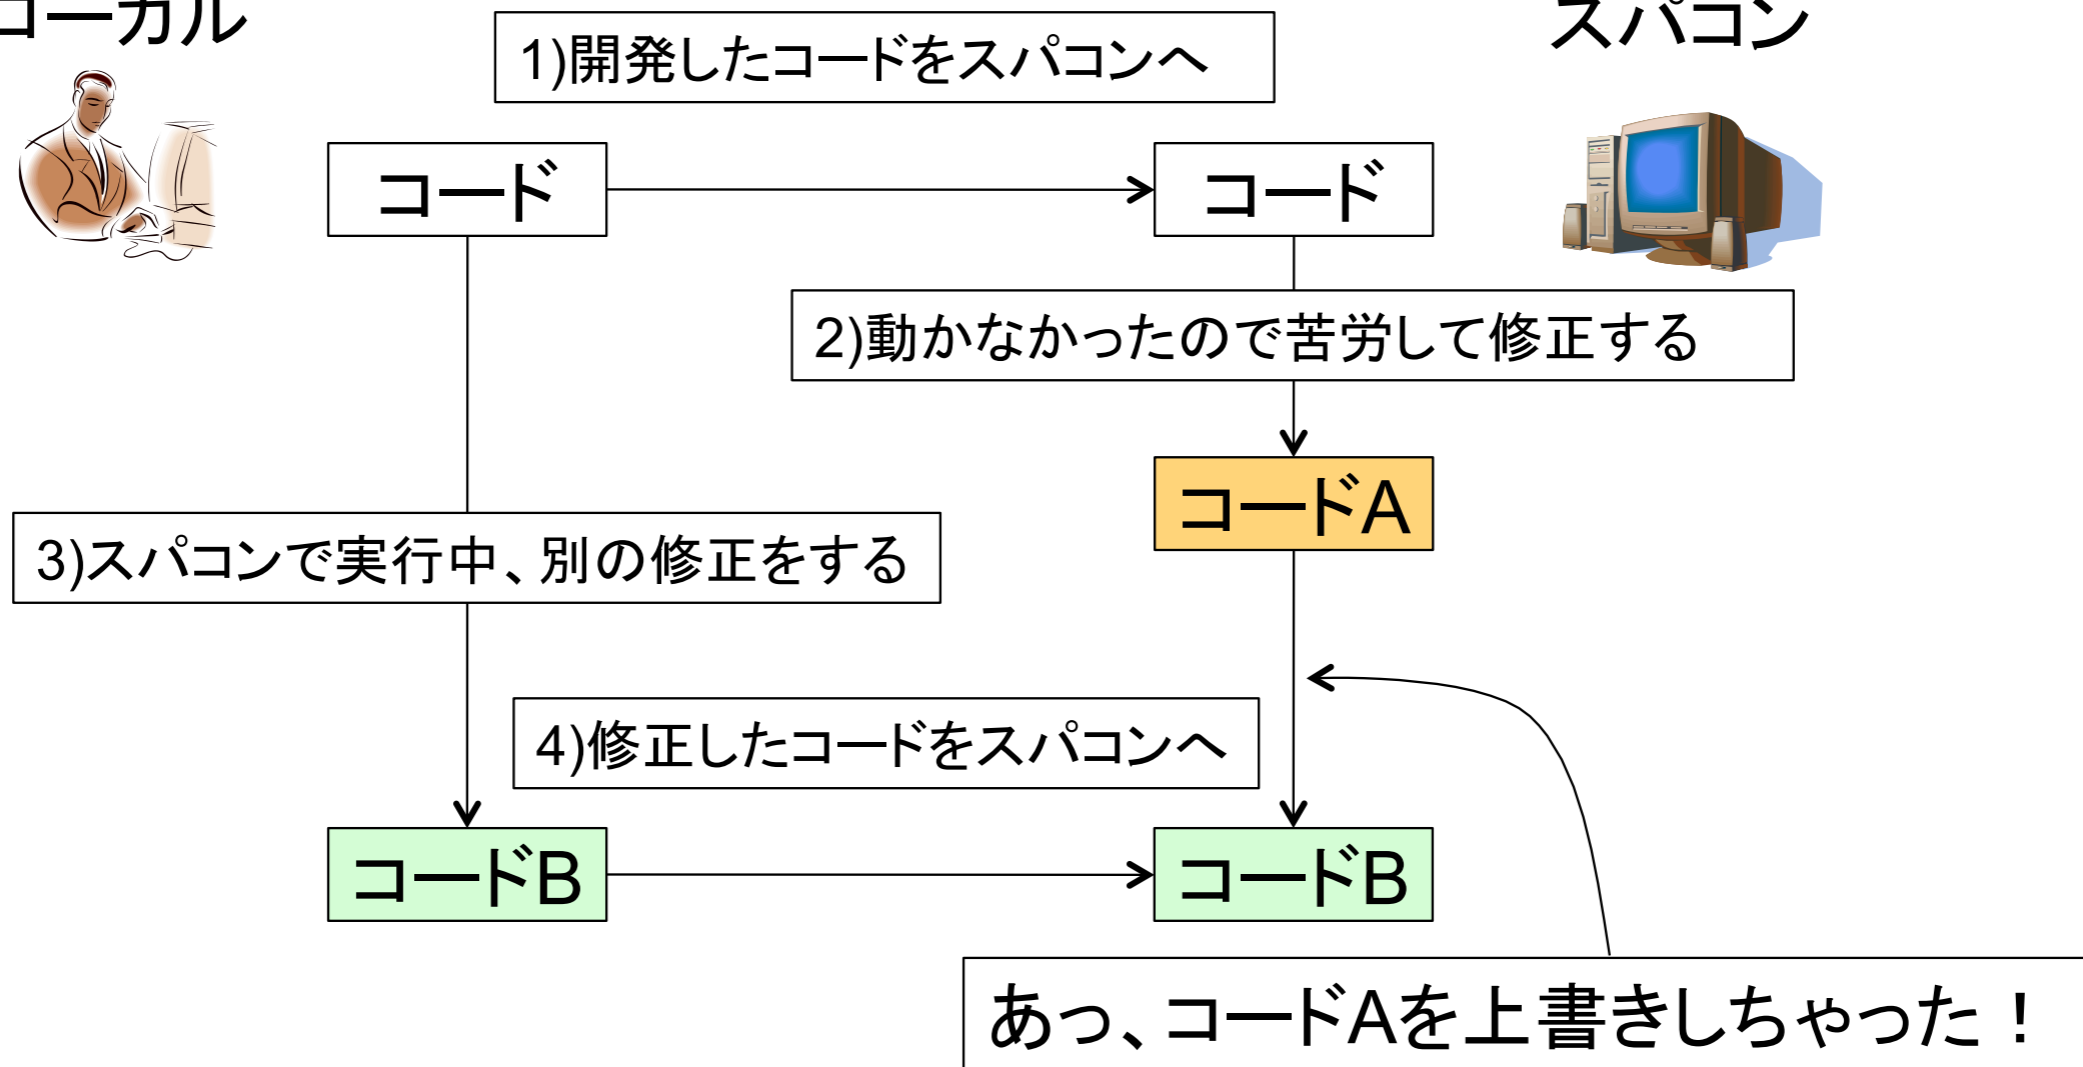 ーカル
スパコン
1)開発したコードをスパコンへ
コード
コード
2)動かなかったので苦労して修正する
コードA
3)スパコンで実行中、別の修正をする
4)修正したコードをスパコンへ
コードB
コードB
あっ、コードAを上書きしちゃった！